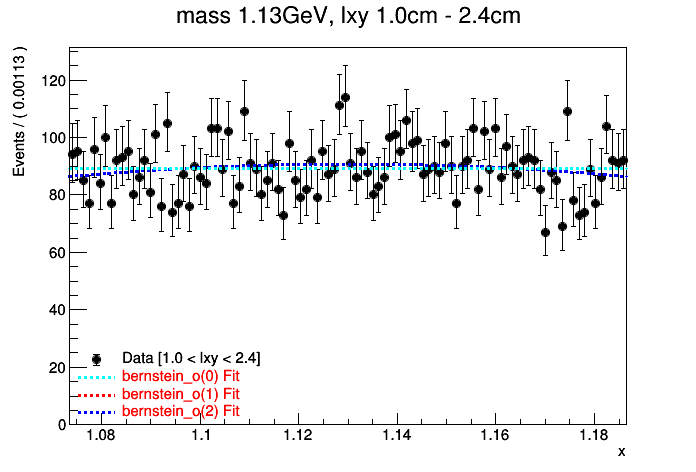 mass 1.13GeV, lxy 1.0cm - 2.4cm
Events / ( 0.00113 )
120
100
80
60
40
20
0
Data [1.0 < lxy < 2.4]
bernstein_o(0) Fit
bernstein_o(1) Fit
bernstein_o(2) Fit
1.08 1.1 1.12 1.14 1.16 1.18
x